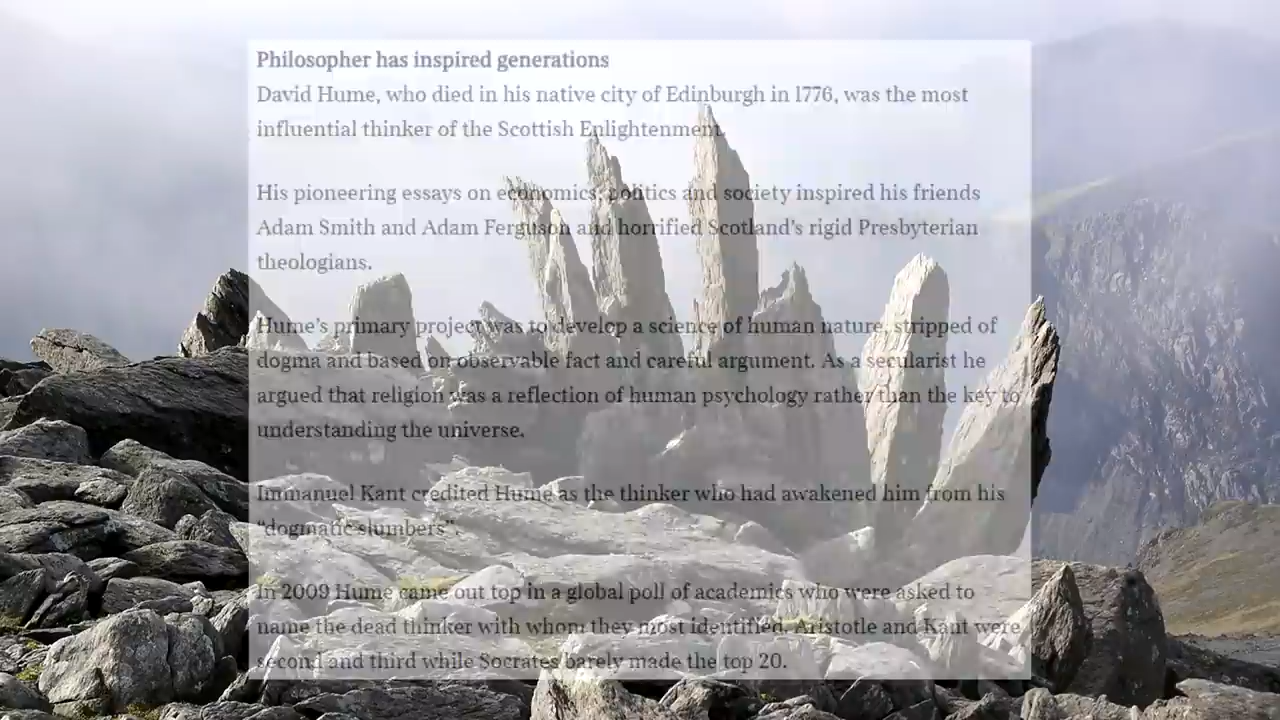 Philosopher has inspired generations
David Hume, who died in his native city of Edinburgh in 1776, was the most
influential thinker of the Scottish Enlightenment.
His pioneering essays on economics, politics and society inspired his friends
Adam Smith and Adam Ferguson and horrified Scotland's rigid Presbyterian
theologians.
Hume's primary project was to develop a science of human nature, stripped of
dogma and based on observable fact and careful argument. As a secularist he
argued that religion was a reflection of human psychology rather than the key to
understanding the universe.
Immanuel Kant credited Hume as the thinker who had awakened him from his
“dogmatic slumbers”.
In 2009 Hume came out top in a global poll of academics who were asked to
name the dead thinker with whom they most identified. Aristotle and Kant were
second and third while Socrates barely made the top 20.